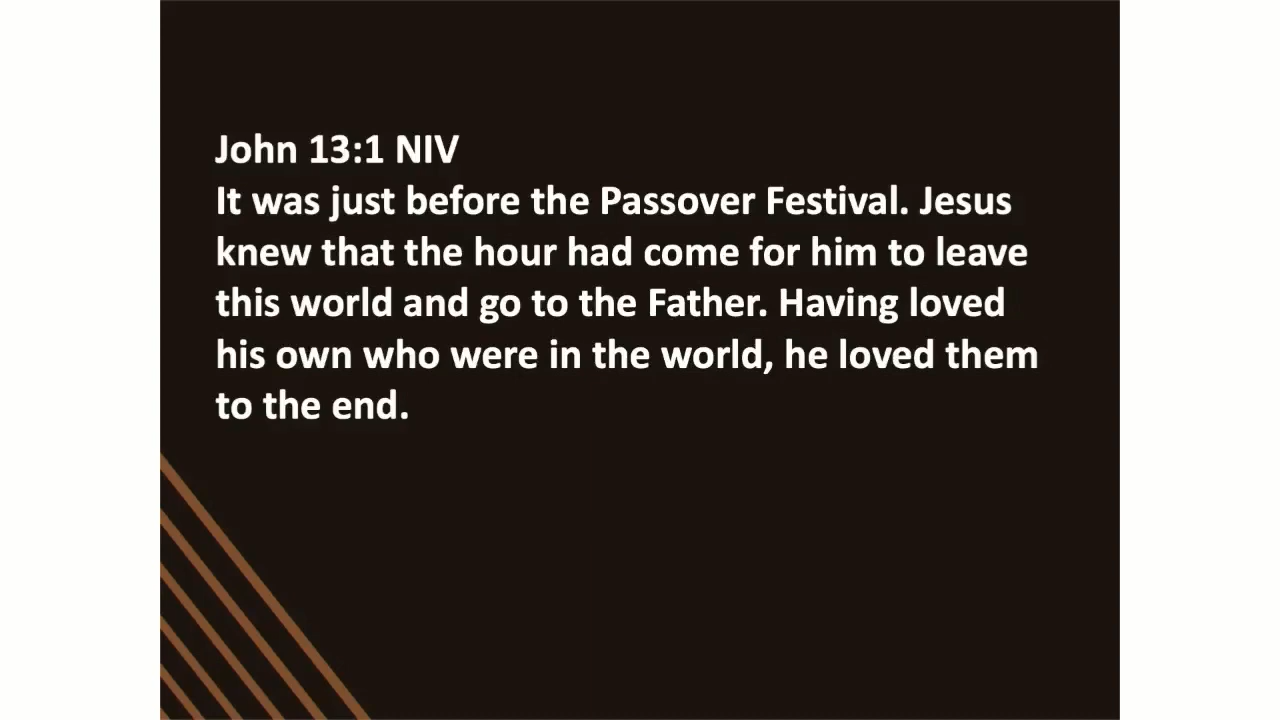 John 13:1 NIV
It was just before the Passover Festival. Jesus
knew that the hour had come for him to leave
this world and go to the Father. Having loved
his own who were in the world, he loved them
to the end.